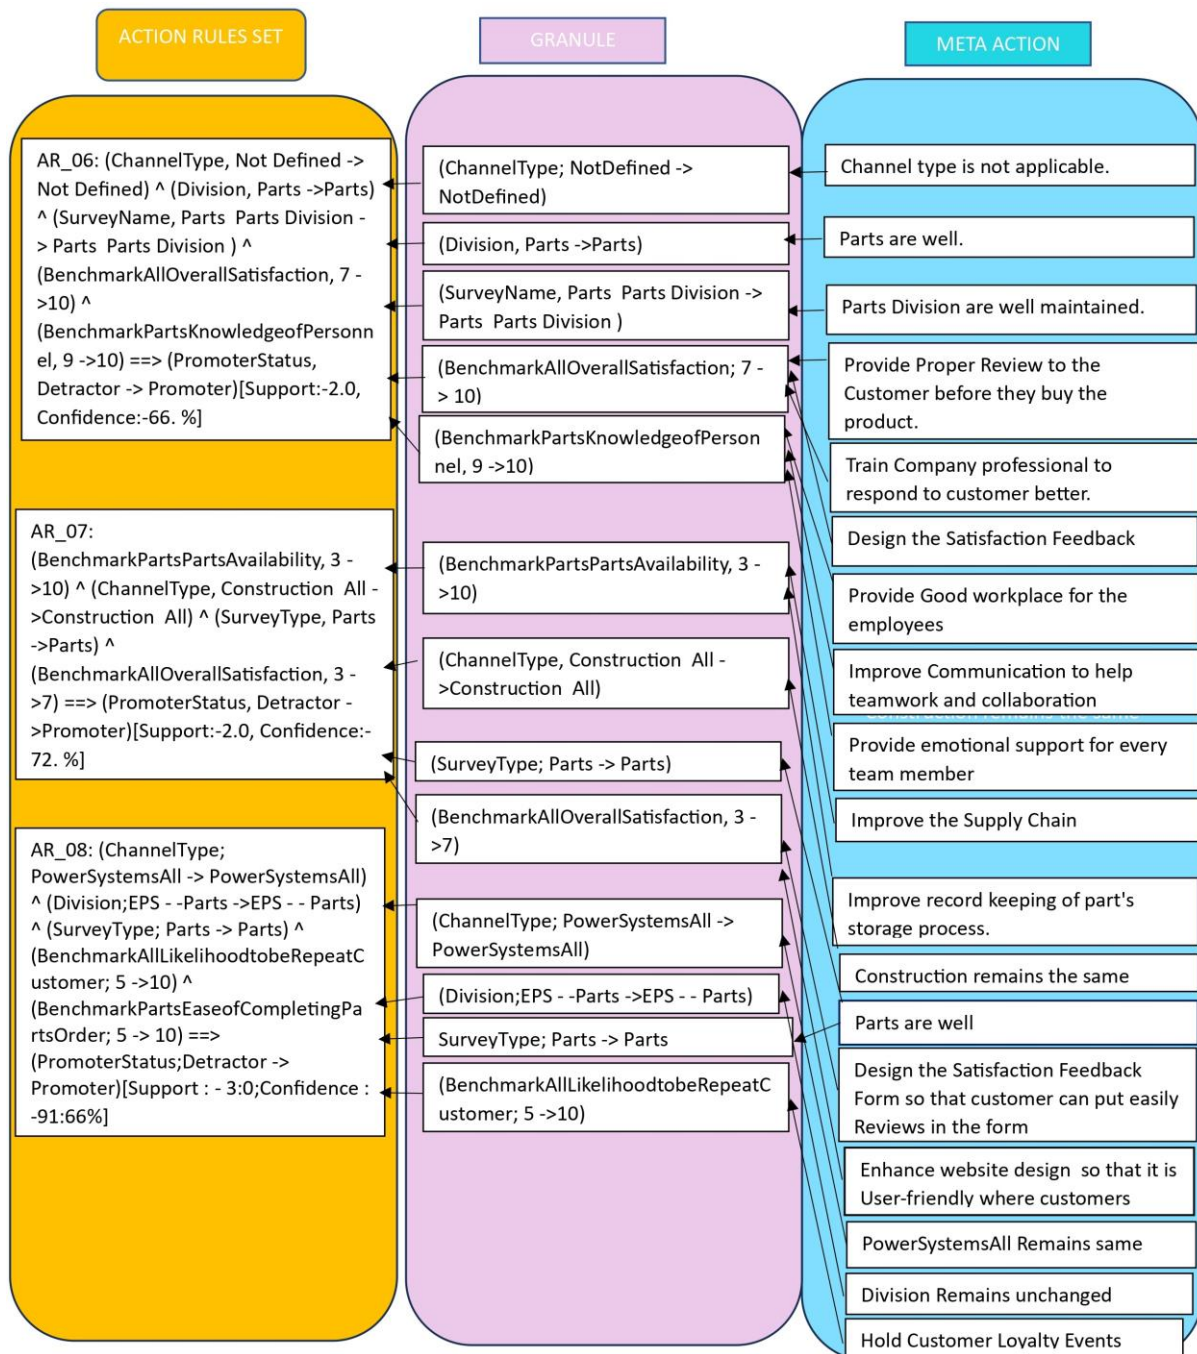 ACTION RULES SET
GRANULE
META ACTION
AR_06: (ChannelType, Not Defined ->
Not Defined) ^ (Division, Parts ->Parts)
^ (SurveyName, Parts  Parts Division -
> Parts  Parts Division ) ^
(BenchmarkAllOverallSatisfaction, 7 -
>10) ^
(BenchmarkPartsKnowledgeofPersonn
el, 9 ->10) ==> (PromoterStatus,
Detractor -> Promoter)[Support:-2.0,
Confidence:-66. %]
AR_07:
(BenchmarkPartsPartsAvailability, 3 -
>10) ^ (ChannelType, Construction  All -
>Construction  All) ^ (SurveyType, Parts
->Parts) ^
(BenchmarkAllOverallSatisfaction, 3 -
>7) ==> (PromoterStatus, Detractor -
>Promoter)[Support:-2.0, Confidence:-
72. %]
AR_08: (ChannelType;
PowerSystemsAll -> PowerSystemsAll)
^ (Division;EPS - -Parts ->EPS - - Parts)
^ (SurveyType; Parts -> Parts) ^
(BenchmarkAllLikelihoodtobeRepeatC
ustomer; 5 ->10) ^
(BenchmarkPartsEaseofCompletingPa
rtsOrder; 5 -> 10) ==>
(PromoterStatus;Detractor ->
Promoter)[Support : - 3:0;Confidence :
-91:66%]
(ChannelType; NotDefined ->
NotDefined)
(Division, Parts ->Parts)
(SurveyName, Parts  Parts Division ->
Parts  Parts Division )
(BenchmarkAllOverallSatisfaction; 7 -
> 10)
(BenchmarkPartsKnowledgeofPerson
nel, 9 ->10)
(BenchmarkPartsPartsAvailability, 3 -
>10)
(ChannelType, Construction  All -
>Construction  All)
(SurveyType; Parts -> Parts)
(BenchmarkAllOverallSatisfaction, 3 -
>7)
(ChannelType; PowerSystemsAll ->
PowerSystemsAll)
(Division;EPS - -Parts ->EPS - - Parts)
SurveyType; Parts -> Parts
(BenchmarkAllLikelihoodtobeRepeatC
ustomer; 5 ->10)
Channel type is not applicable.
Parts are well.
Parts Division are well maintained.
Provide Proper Review to the
Customer before they buy the
product.
Train Company professional to
respond to customer better.
Design the Satisfaction Feedback
Provide Good workplace for the
employees
Improve Communication to help
teamwork and collaboration
Construction remains the same
Provide emotional support for every
team member
Improve the Supply Chain
Improve record keeping of part's
storage process.
Construction remains the same
Parts are well
Design the Satisfaction Feedback
Form so that customer can put easily
Reviews in the form
Enhance website design  so that it is
User-friendly where customers
PowerSystemsAll Remains same
Division Remains unchanged
Hold Customer Loyalty Events